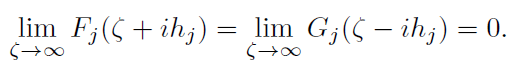 lim_{ζ→∞} F_j(ζ + ih_j) = lim_{ζ→∞} G_j(ζ − ih_j) = 0.